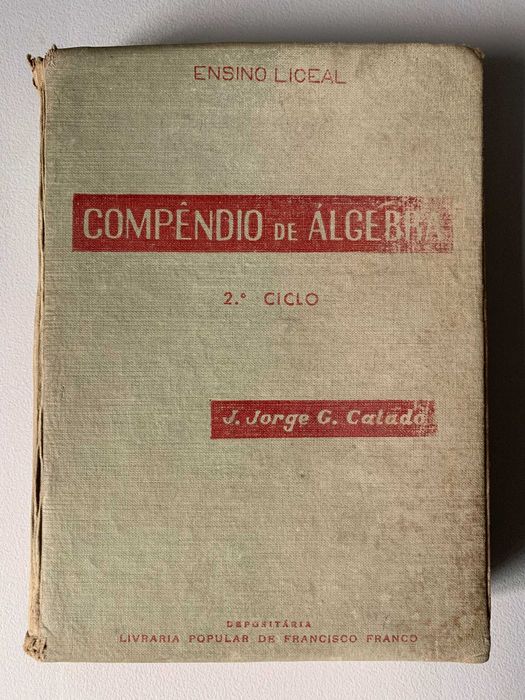 ENSINO LICEAL
COMPÊNDIO DE ÁLGEBRA
2.º CICLO
J. Jorge G. Calado
DEPOSITÁRIA
LIVRARIA POPULAR DE FRANCISCO FRANCO